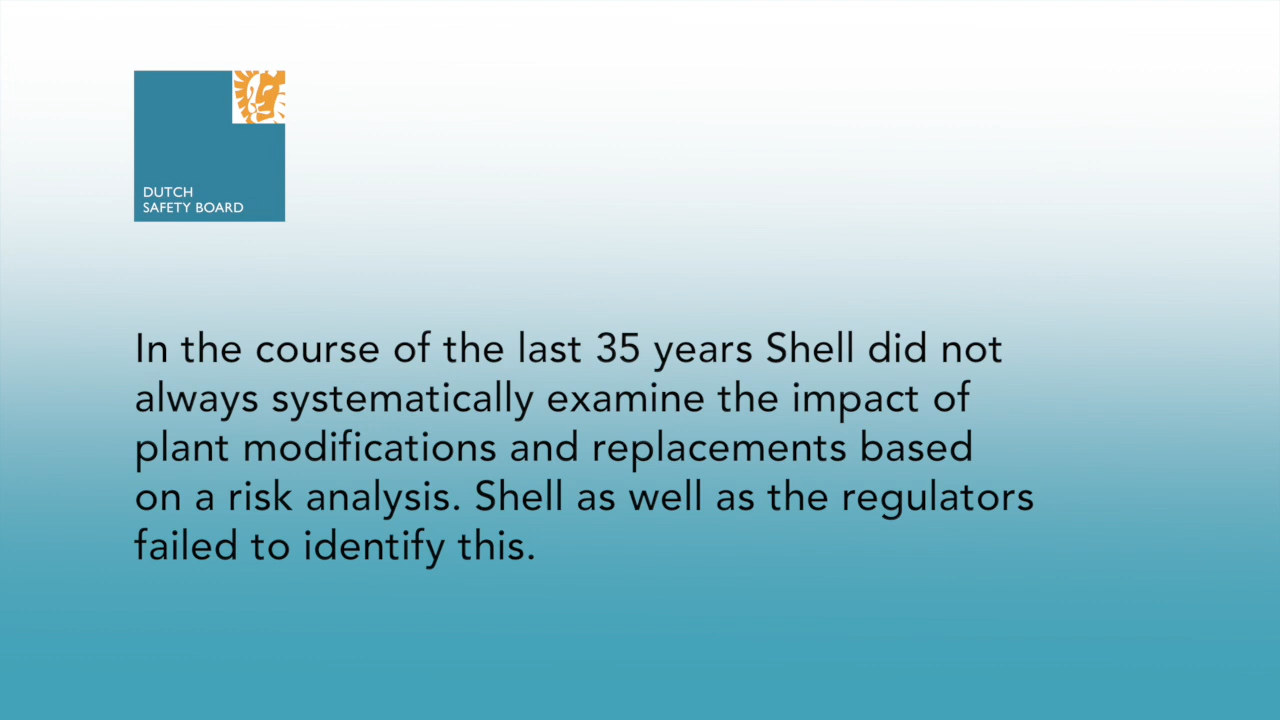 DUTCH
SAFETY BOARD
In the course of the last 35 years Shell did not
always systematically examine the impact of
plant modifications and replacements based
on a risk analysis. Shell as well as the regulators
failed to identify this.